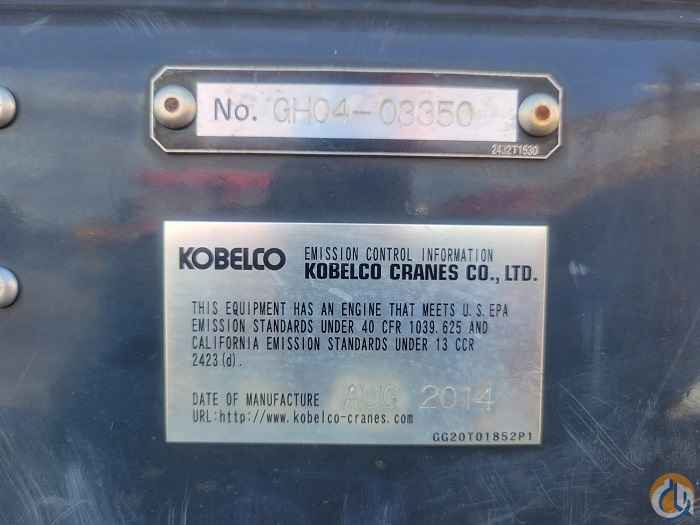 No. GH04-03350
2432T1530
KOBELCO EMISSION CONTROL INFORMATION
KOBELCO CRANES CO., LTD.
THIS EQUIPMENT HAS AN ENGINE THAT MEETS U.S.EPA
EMISSION STANDARDS UNDER 40 CFR 1039.625 AND
CALIFORNIA EMISSION STANDARDS UNDER 13 CCR
2423(d).
DATE OF MANUFACTURE AUG 2014
URL:http://www.kobelco-cranes.com/
GG20T01852P1